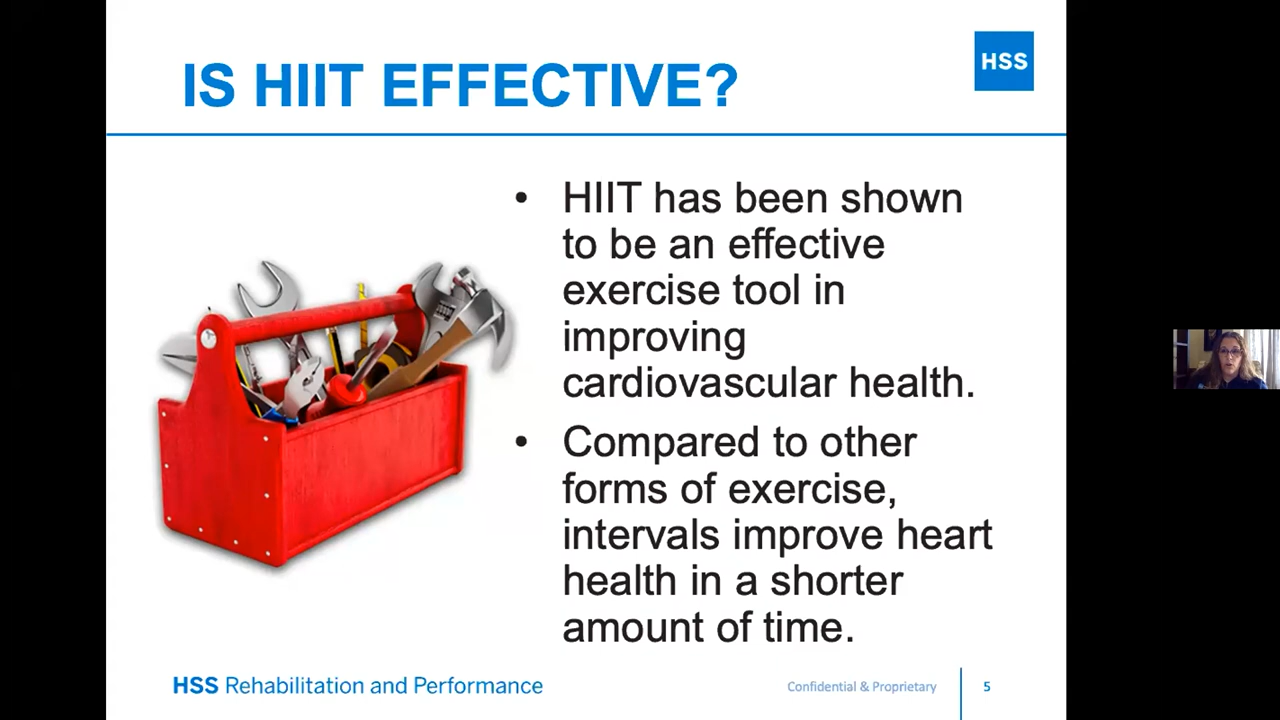 IS HIIT EFFECTIVE?
HSS
• HIIT has been shown
to be an effective
exercise tool in
improving
cardiovascular health.
• Compared to other
forms of exercise,
intervals improve heart
health in a shorter
amount of time.
HSS Rehabilitation and Performance
Confidential & Proprietary
5